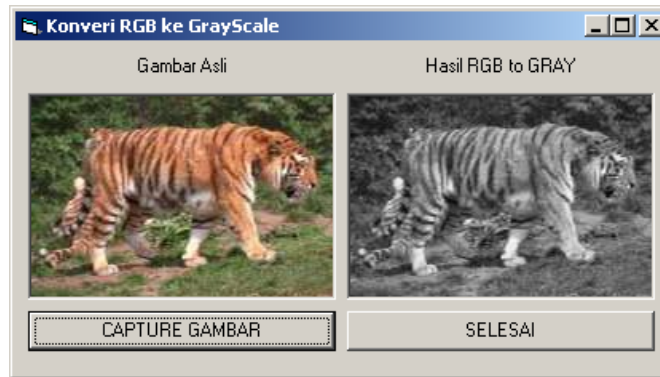 Konveri RGB ke GrayScale
Gambar Asli
Hasil RGB to GRAY
CAPTURE GAMBAR
SELESAI